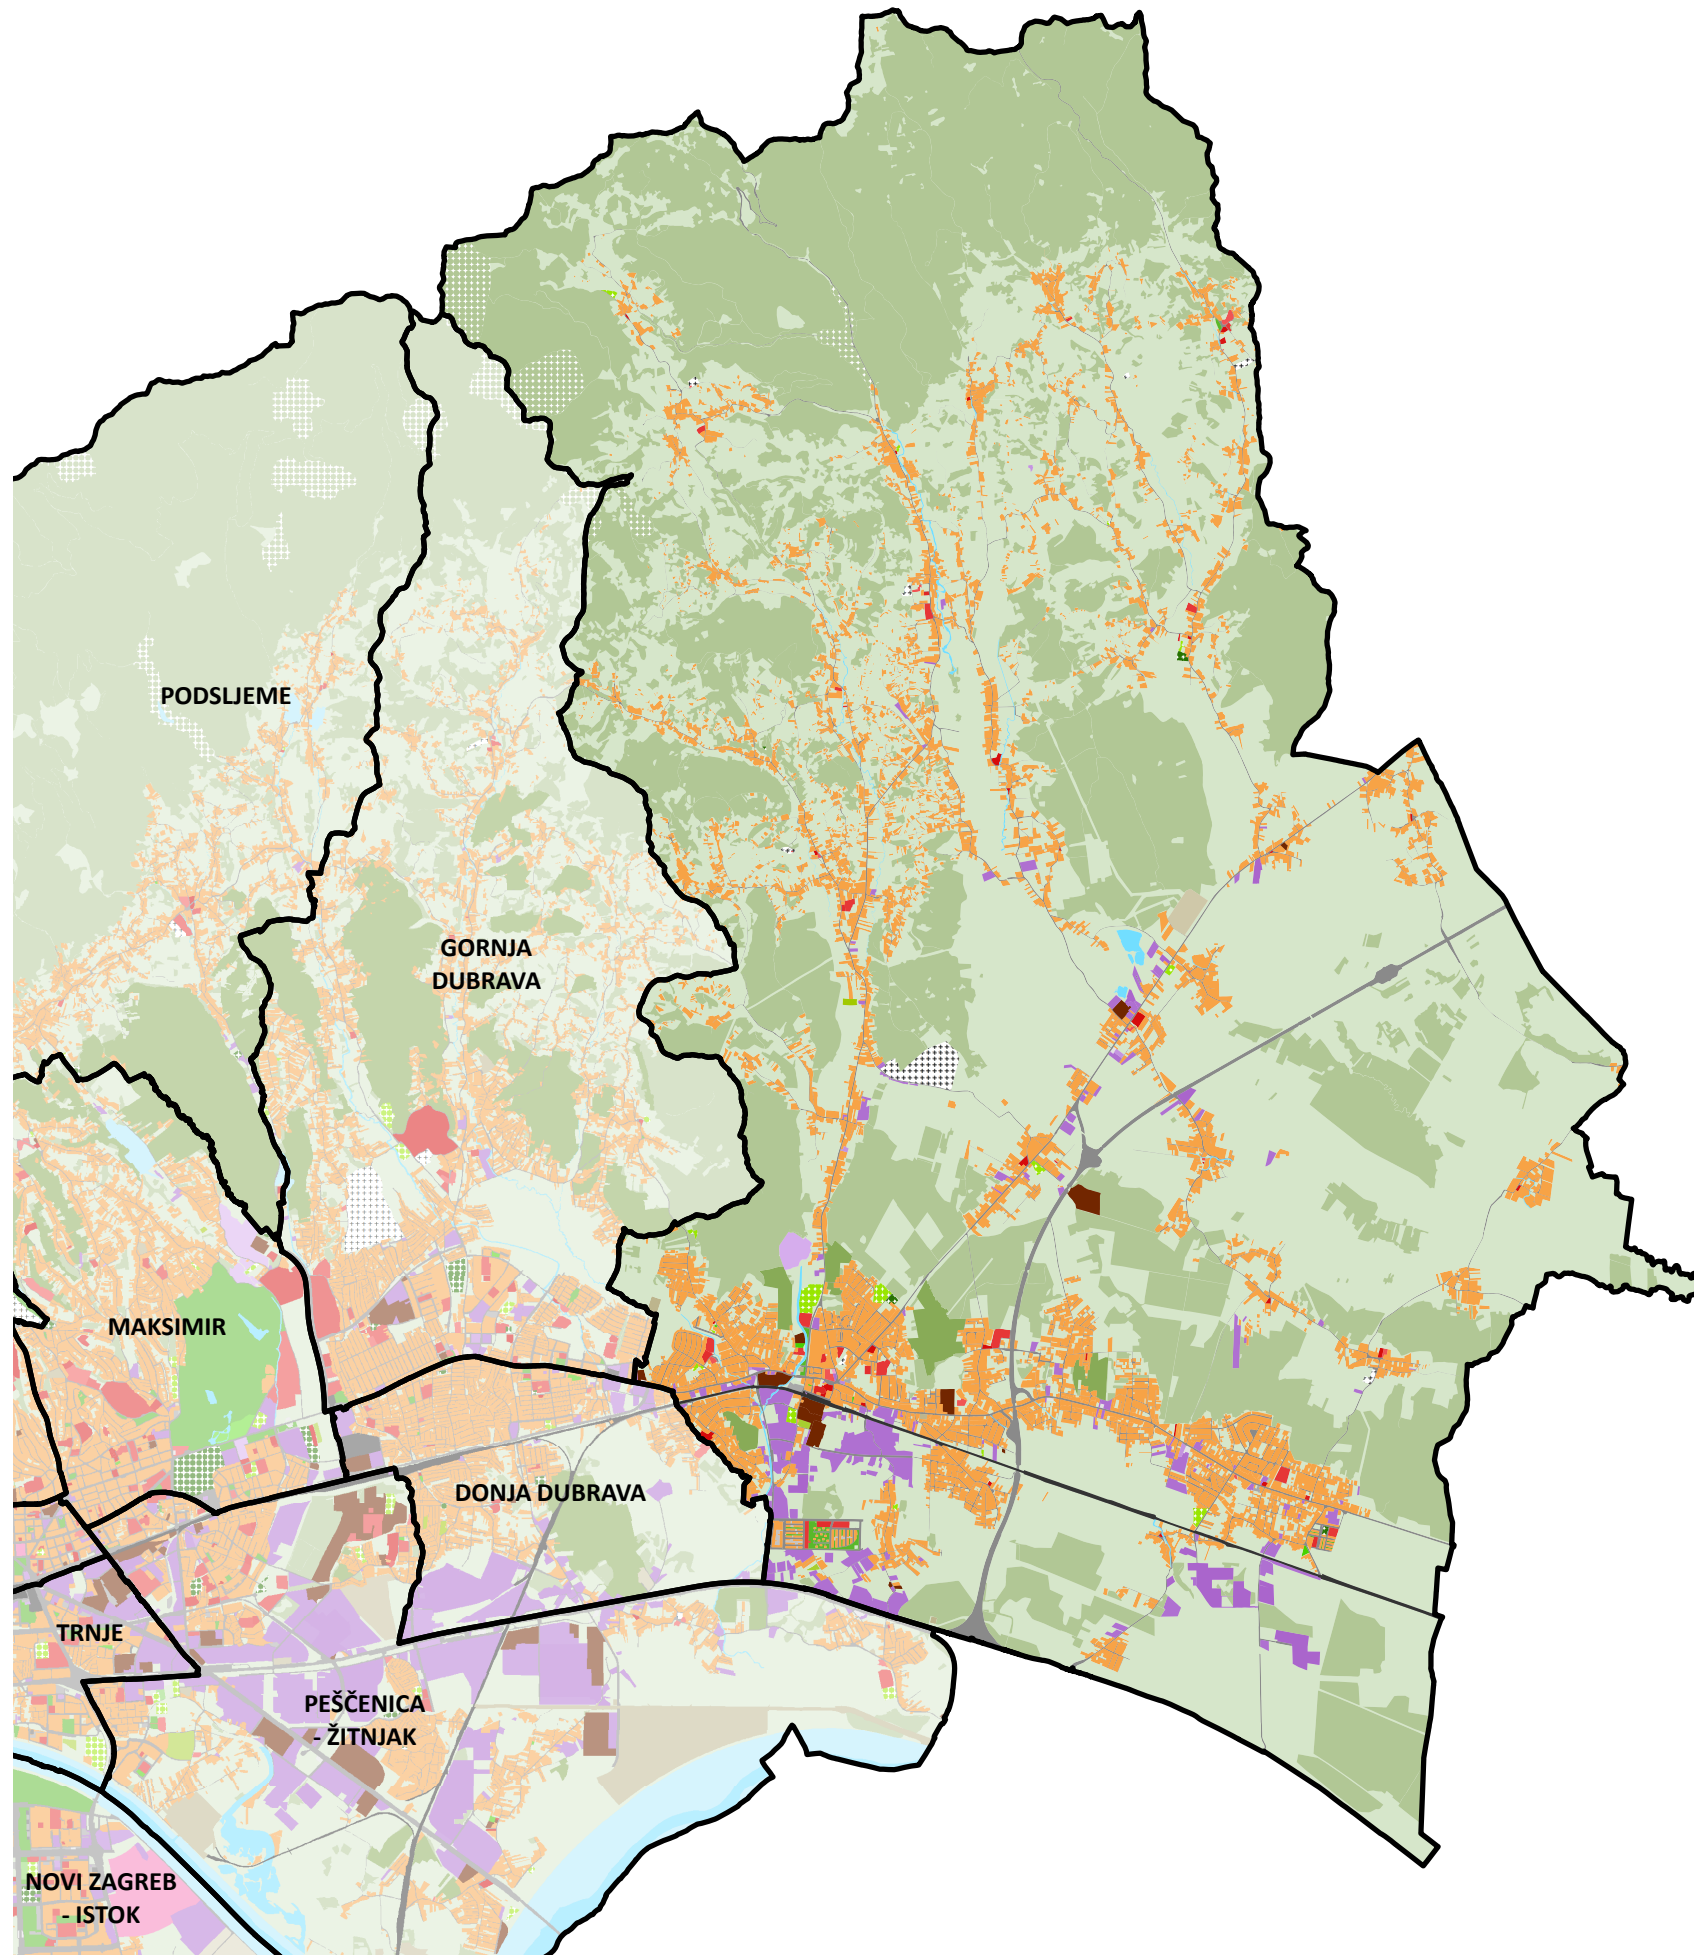 PODSLJEME
GORNJA
DUBRAVA
MAKSIMIR
DONJA DUBRAVA
TRNJE
PEŠČENICA
- ŽITNJAK
NOVI ZAGREB
- ISTOK